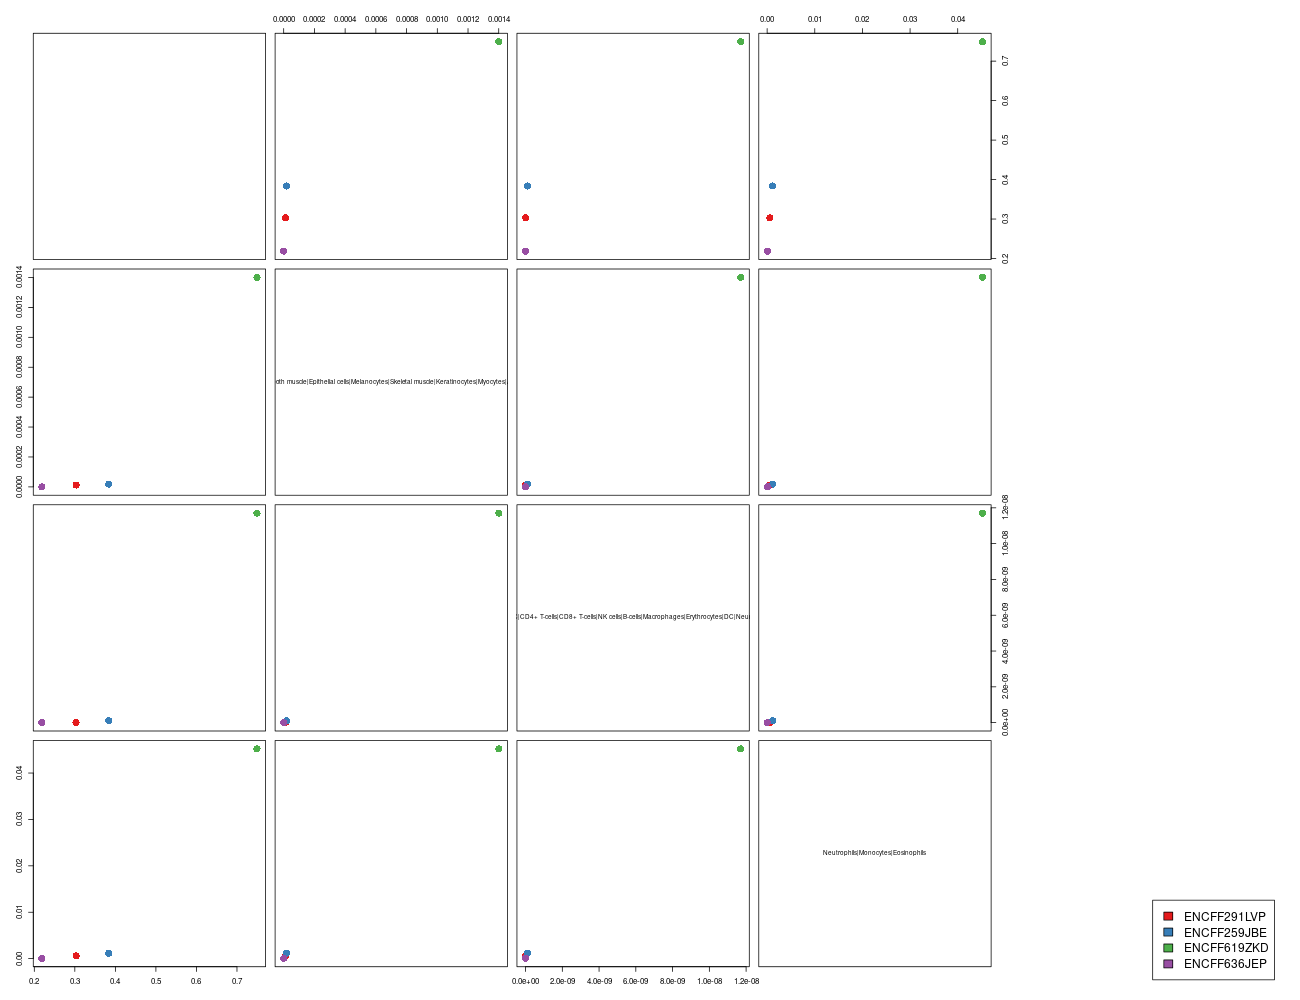 0.0000 0.0002 0.0004 0.0006 0.0008 0.0010 0.0012 0.0014
0.00 0.01 0.02 0.03 0.04
0.2 0.3 0.4 0.5 0.6 0.7
0.0000 0.0002 0.0004 0.0006 0.0008 0.0010 0.0012 0.0014
oth muscle|Epithelial cells|Melanocytes|Skeletal muscle|Keratinocytes|Myocytes|
|CD4+ T-cells|CD8+ T-cells|NK cells|B-cells|Macrophages|Erythrocytes|DC|Neu
0.0e+00 2.0e-09 4.0e-09 6.0e-09 8.0e-09 1.0e-08 1.2e-08
0.00 0.01 0.02 0.03 0.04
Neutrophils|Monocytes|Eosinophils
0.2 0.3 0.4 0.5 0.6 0.7
0.0e+00 2.0e-09 4.0e-09 6.0e-09 8.0e-09 1.0e-08 1.2e-08
ENCFF291LVP
ENCFF259JBE
ENCFF619ZKD
ENCFF636JEP